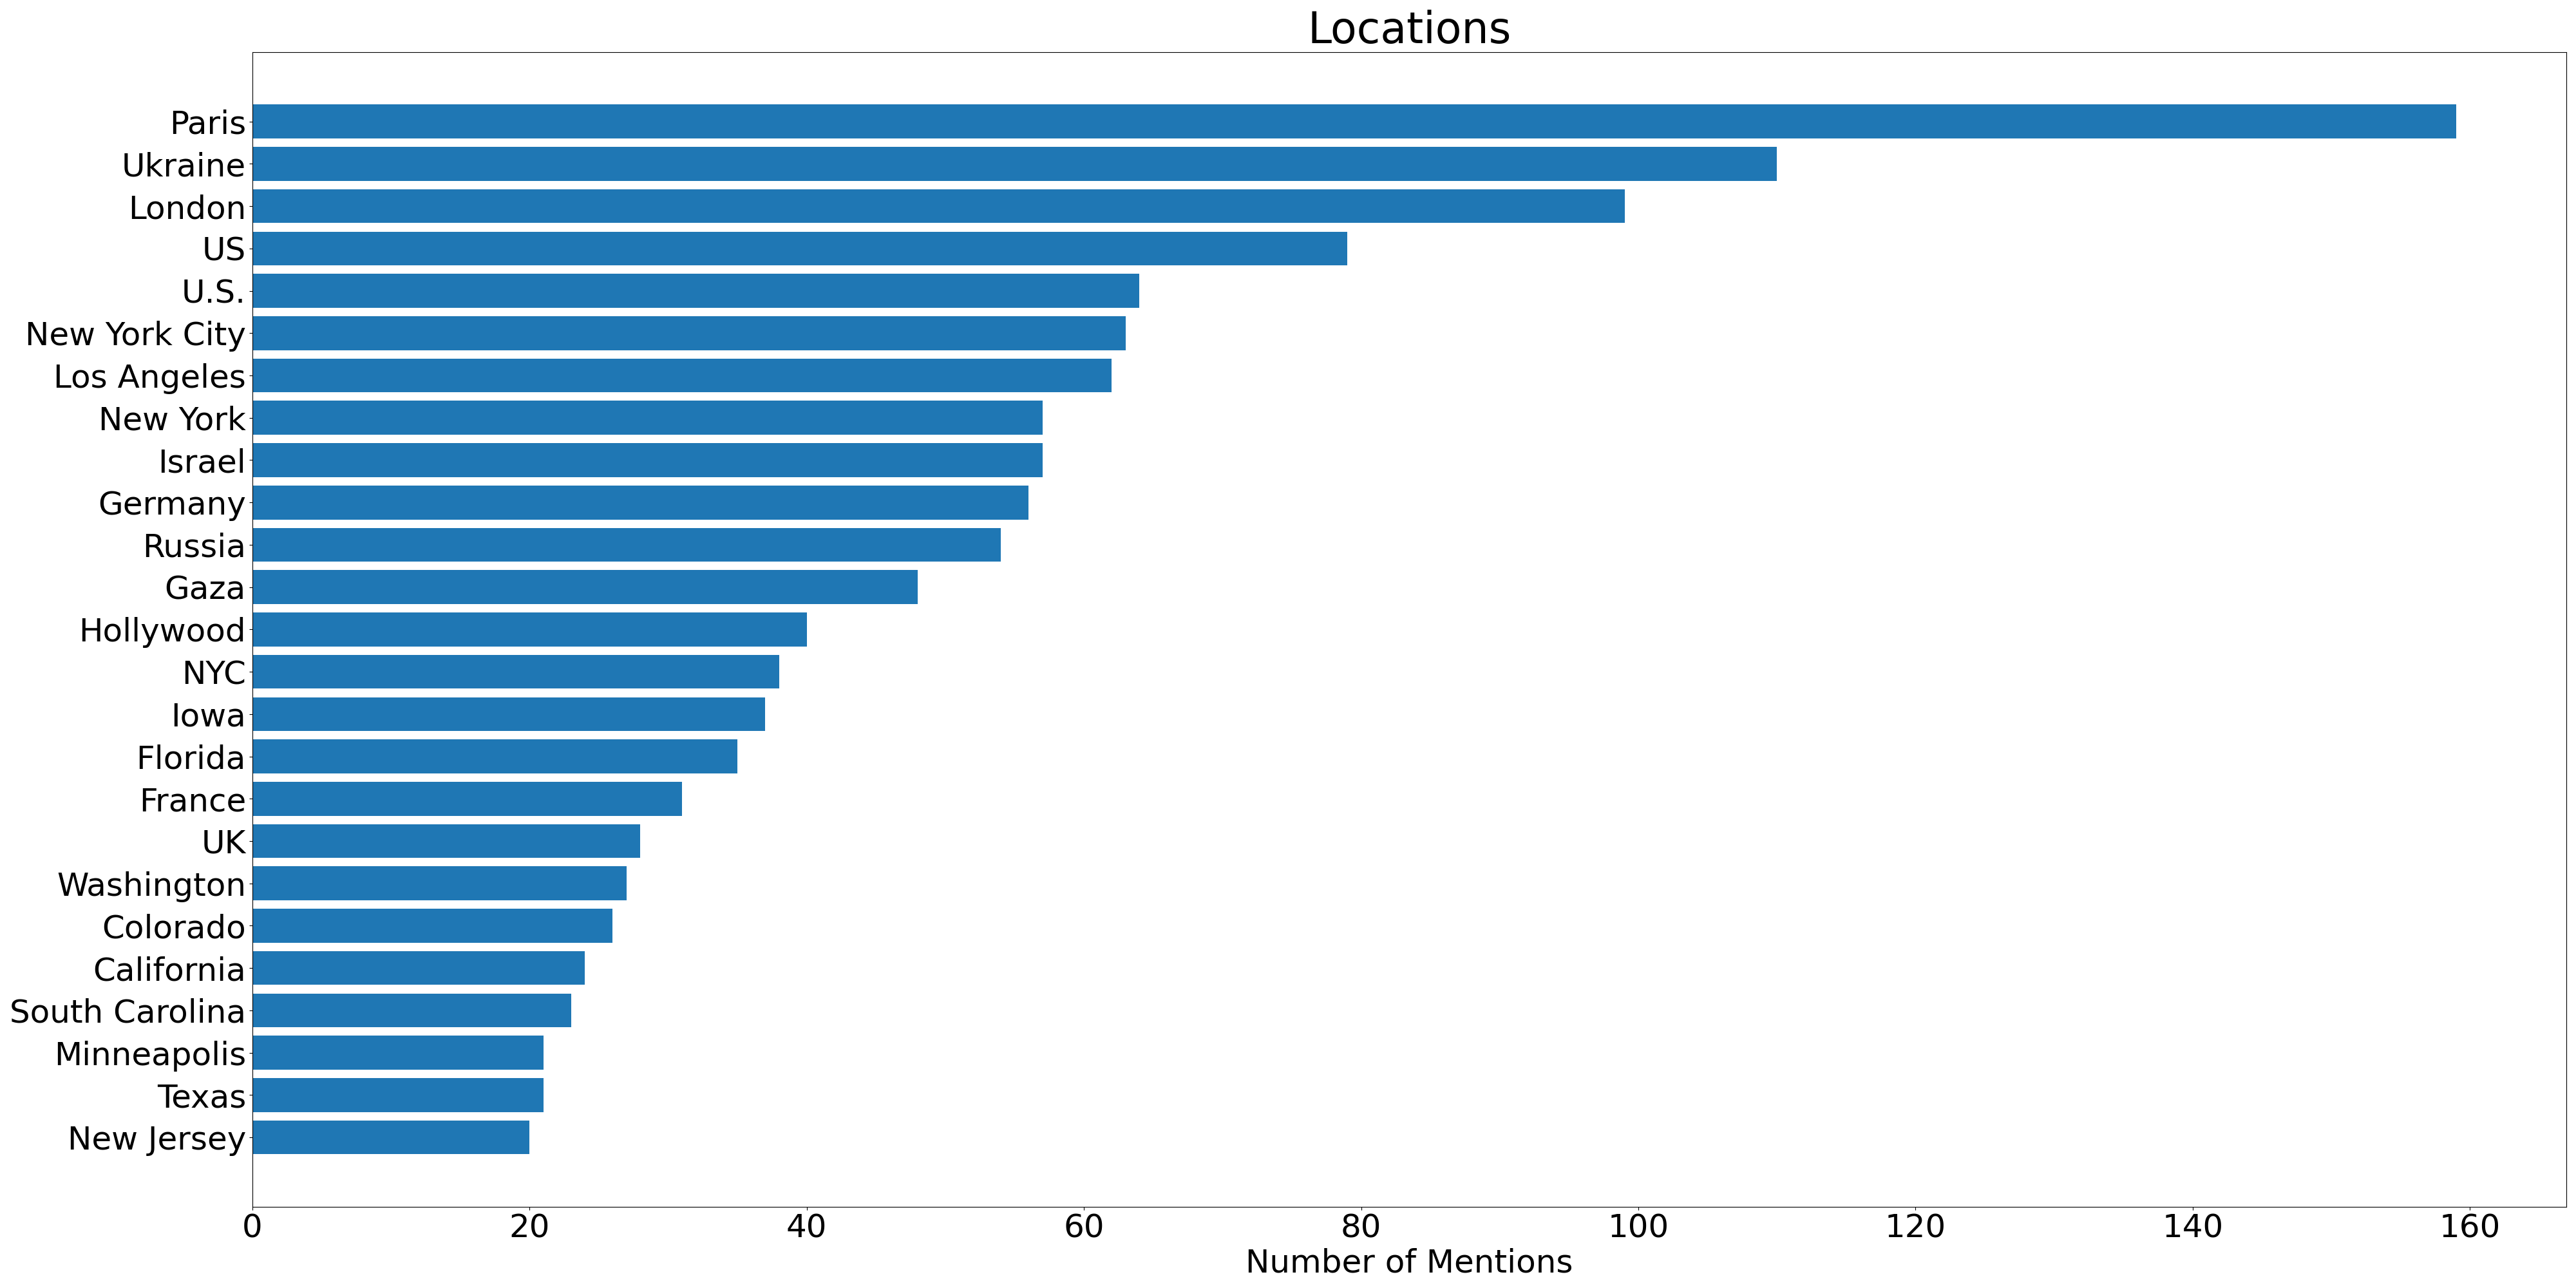 Locations
Paris
Ukraine
London
US
U.S.
New York City
Los Angeles
New York
Israel
Germany
Russia
Gaza
Hollywood
NYC
Iowa
Florida
France
UK
Washington
Colorado
California
South Carolina
Minneapolis
Texas
New Jersey
0 20 40 60 80 100 120 140 160
Number of Mentions